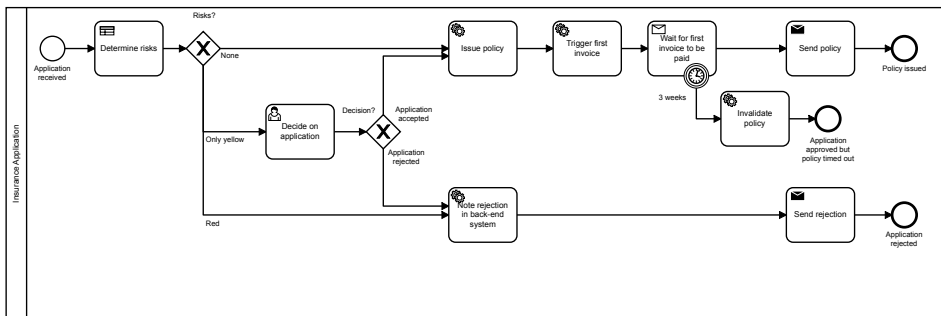 Insurance Application
Application
received
Determine risks
Risks?
None
Only yellow
Red
Decide on
application
Decision?
Application
accepted
Application
rejected
Issue policy
Trigger first
invoice
Wait for first
invoice to be
paid
3 weeks
Send policy
Policy issued
Invalidate
policy
Application
approved but
policy timed out
Note rejection
in back-end
system
Send rejection
Application
rejected